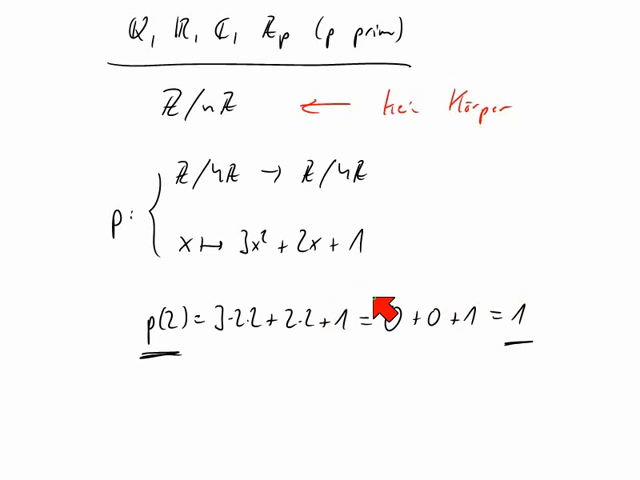 ℚ, ℝ, ℂ, ℤₚ (p prim)
ℤ/nℤ ← kein Körper
p: { ℤ/4ℤ → ℤ/4ℤ
x ↦ 3x² + 2x + 1
p(2) = 3·2·2 + 2·2 + 1 = 0 + 0 + 1 = 1